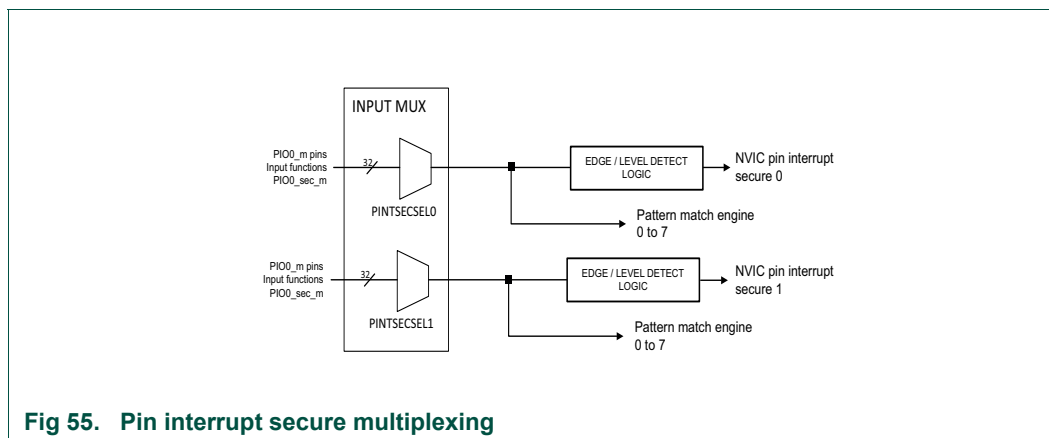 INPUT MUX
PIO0_m pins
Input functions
PIO0_sec_m
32
PINTSECSEL0
EDGE / LEVEL DETECT
LOGIC
NVIC pin interrupt
secure 0
Pattern match engine
0 to 7
PIO0_m pins
Input functions
PIO0_sec_m
32
PINTSECSEL1
EDGE / LEVEL DETECT
LOGIC
NVIC pin interrupt
secure 1
Pattern match engine
0 to 7
Fig 55. Pin interrupt secure multiplexing